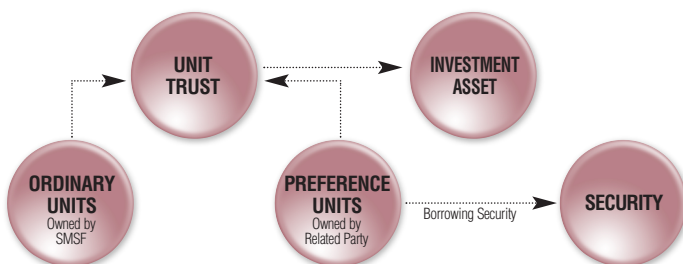 UNIT
TRUST
INVESTMENT
ASSET
ORDINARY
UNITS
Owned by
SMSF
PREFERENCE
UNITS
Owned by
Related Party
Borrowing Security
SECURITY